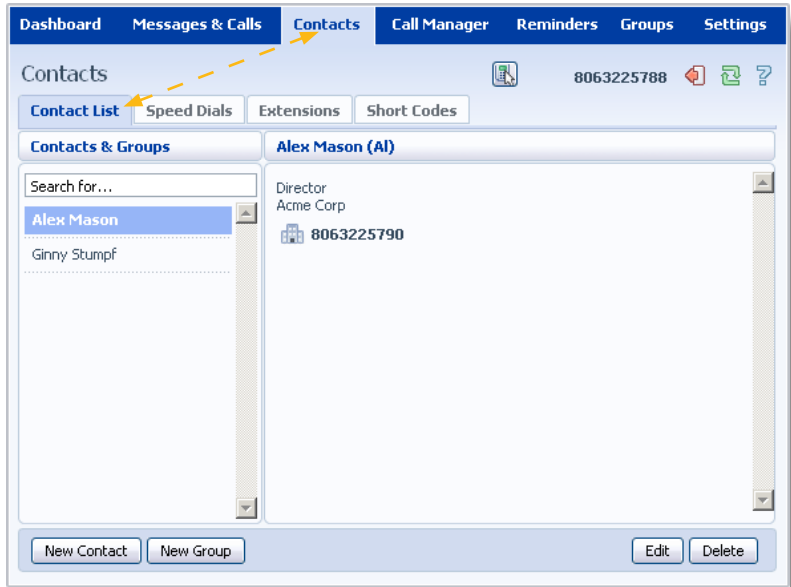 Dashboard Messages & Calls Contacts Call Manager Reminders Groups Settings
Contacts 8063225788 ?
Contact List Speed Dials Extensions Short Codes
Contacts & Groups Alex Mason (Al)
Search for...
Alex Mason
Ginny Stumpf
Director
Acme Corp
8063225790
New Contact New Group Edit Delete